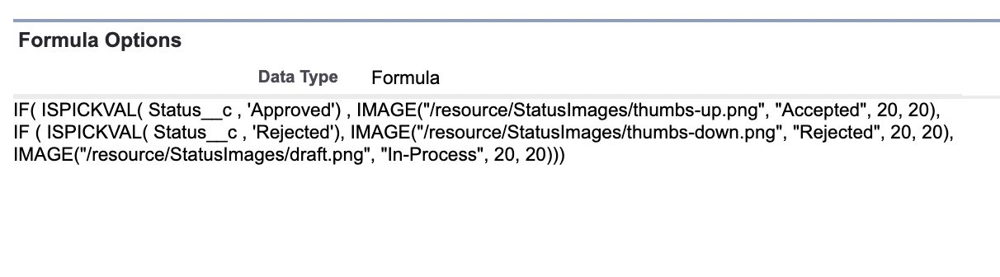 Formula Options
Data Type Formula
IF( ISPICKVAL( Status__c , 'Approved') , IMAGE("/resource/StatusImages/thumbs-up.png", "Accepted", 20, 20),
IF ( ISPICKVAL( Status__c , 'Rejected'), IMAGE("/resource/StatusImages/thumbs-down.png", "Rejected", 20, 20),
IMAGE("/resource/StatusImages/draft.png", "In-Process", 20, 20)))